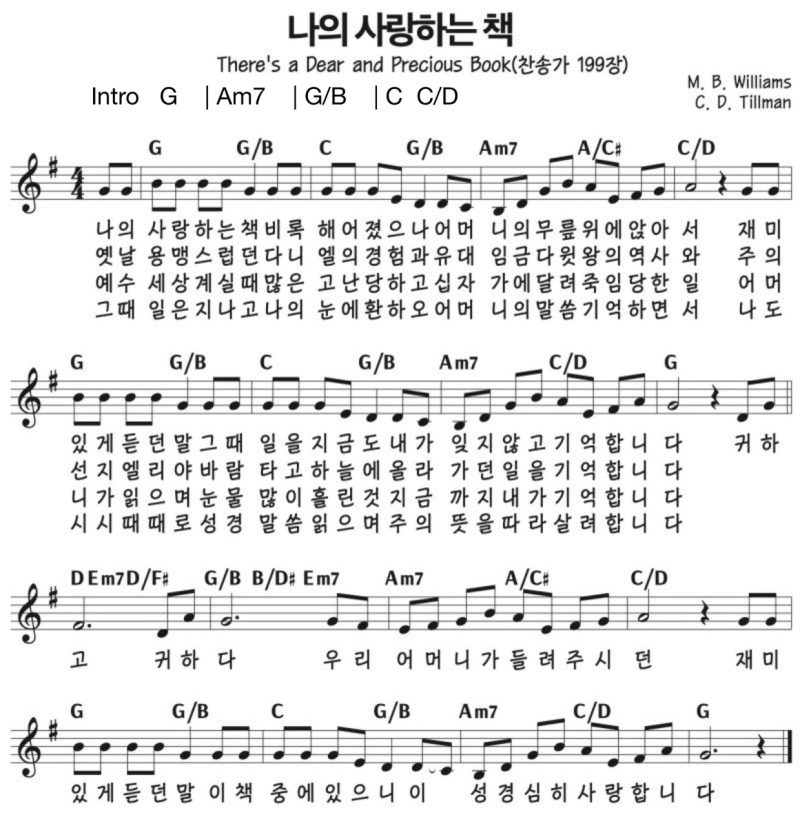 나의 사랑하는 책
There's a Dear and Precious Book(찬송가 199장)
M. B. Williams
Intro G | Am7 | G/B | C C/D
C. D. Tillman
G G/B C G/B Am7 A/C# C/D
나의 사랑하는책비록 해어졌으나어머 니의무릎위에앉아 서 재미
옛날 용맹스럽던다니 엘의경험과유대 임금다윗왕의역사 와 주의
예수 세상계실때많은 고난당하고십자 가에달려죽임당한 일 어머
그때 일은지나고나의 눈에환하오어머 니의말씀기억하면 서 나도
G G/B C G/B Am7 C/D G
있게듣던말그때 일을지금도내가 잊지않고기억합니 다 귀하
선지엘리야바람 타고하늘에올라 가던일을기억합니 다
니가읽으며눈물 많이흘린것지금 까지내가기억합니 다
시시때때로성경 말씀읽으며주의 뜻을따라살려합니 다
D Em7 D/F# G/B B/D# Em7 Am7 A/C# C/D
고 귀하 다 우리 어머니가들려주시 던 재미
G G/B C G/B Am7 C/D G
있게듣던말 이책 중에있으니이 성경심히사랑합니 다